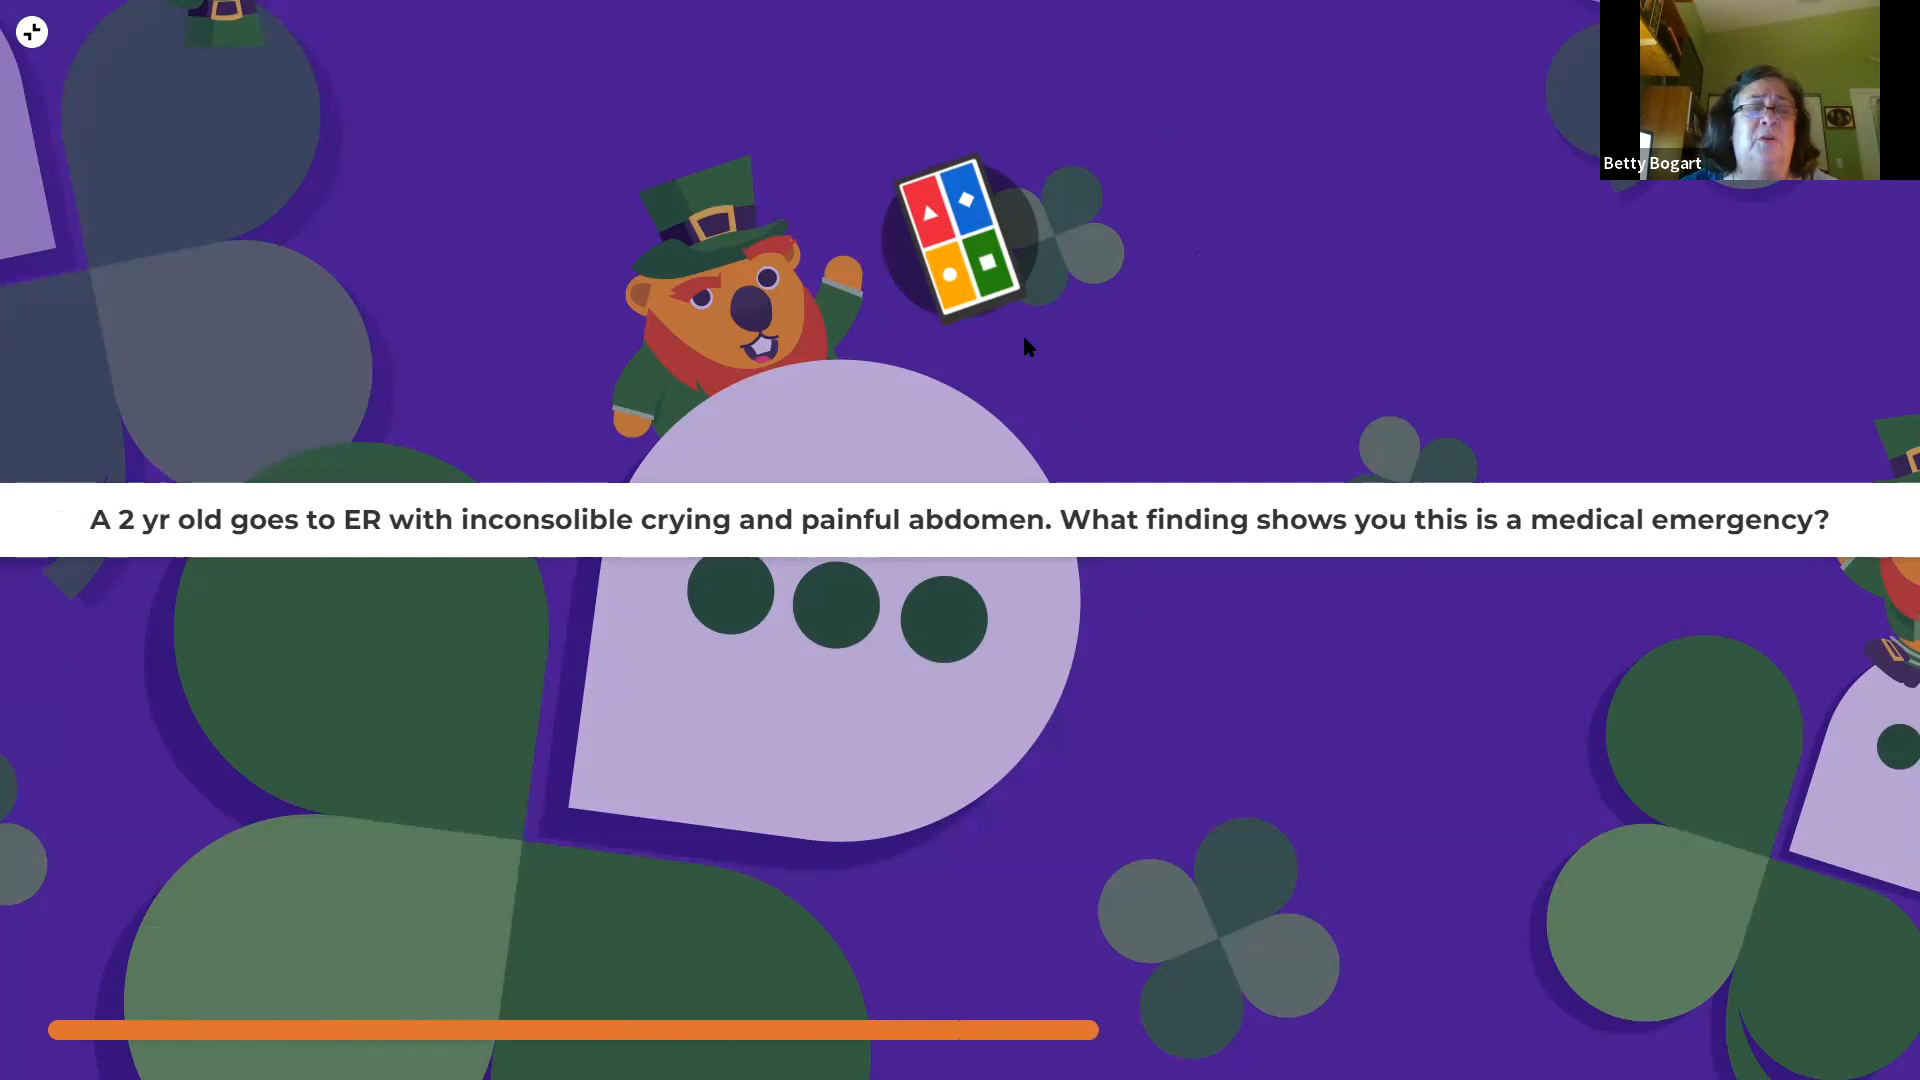 Betty Bogart
A 2 yr old goes to ER with inconsolible crying and painful abdomen. What finding shows you this is a medical emergency?